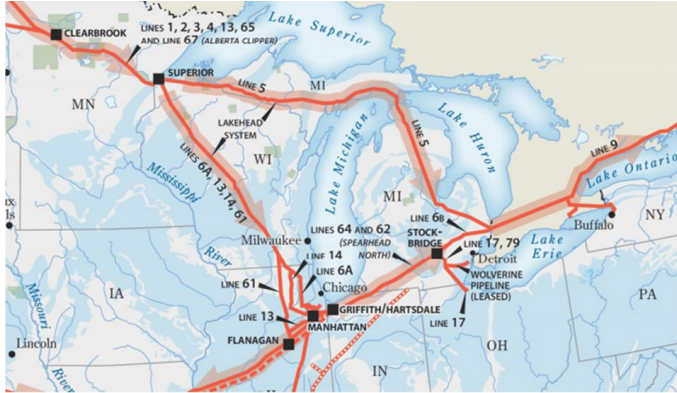 Lake Superior
CLEARBROOK
LINES 1, 2, 3, 4, 13, 65
AND LINE 67 (ALBERTA CLIPPER)
SUPERIOR
LINE 5
MI
MN
LAKEHEAD
SYSTEM
WI
LINES 6A, 13,14, 61
Mississippi
River
Lake Michigan
LINE 5
Lake Huron
MI
LINE 9
Lake Ontario
Buffalo
NY
LINE 6B
LINES 64 AND 62
(SPEARHEAD
NORTH)
STOCK-
BRIDGE
LINE 17, 79
Detroit
Lake
Erie
WOLVERINE
PIPELINE
(LEASED)
LINE 17
Milwaukee
LINE 14
LINE 6A
LINE 61
Chicago
IA
GRIFFITH/HARTSDALE
LINE 13
MANHATTAN
FLANAGAN
Missouri
River
Lincoln
IN
OH
PA